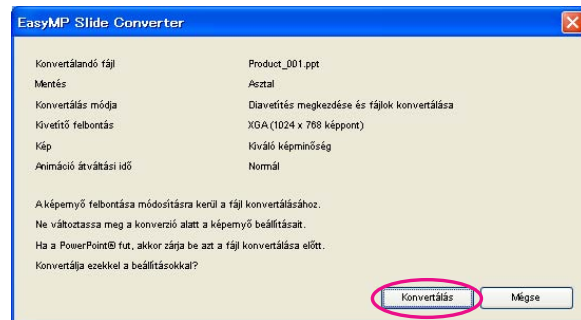 EasyMP Slide Converter
Konvertálandó fájl Product_001.ppt
Mentés Asztal
Konvertálás módja Diavetítés megkezdése és fájlok konvertálása
Kivetítő felbontás XGA (1024 x 768 képpont)
Kép Kiváló képminőség
Animáció átváltási idő Normál
A képernyő felbontása módosításra kerül a fájl konvertálásához.
Ne változtassa meg a konverzió alatt a képernyő beállításait.
Ha a PowerPoint® fut, akkor zárja be azt a fájl konvertálása előtt.
Konvertálja ezekkel a beállításokkal?
Konvertálás Mégse